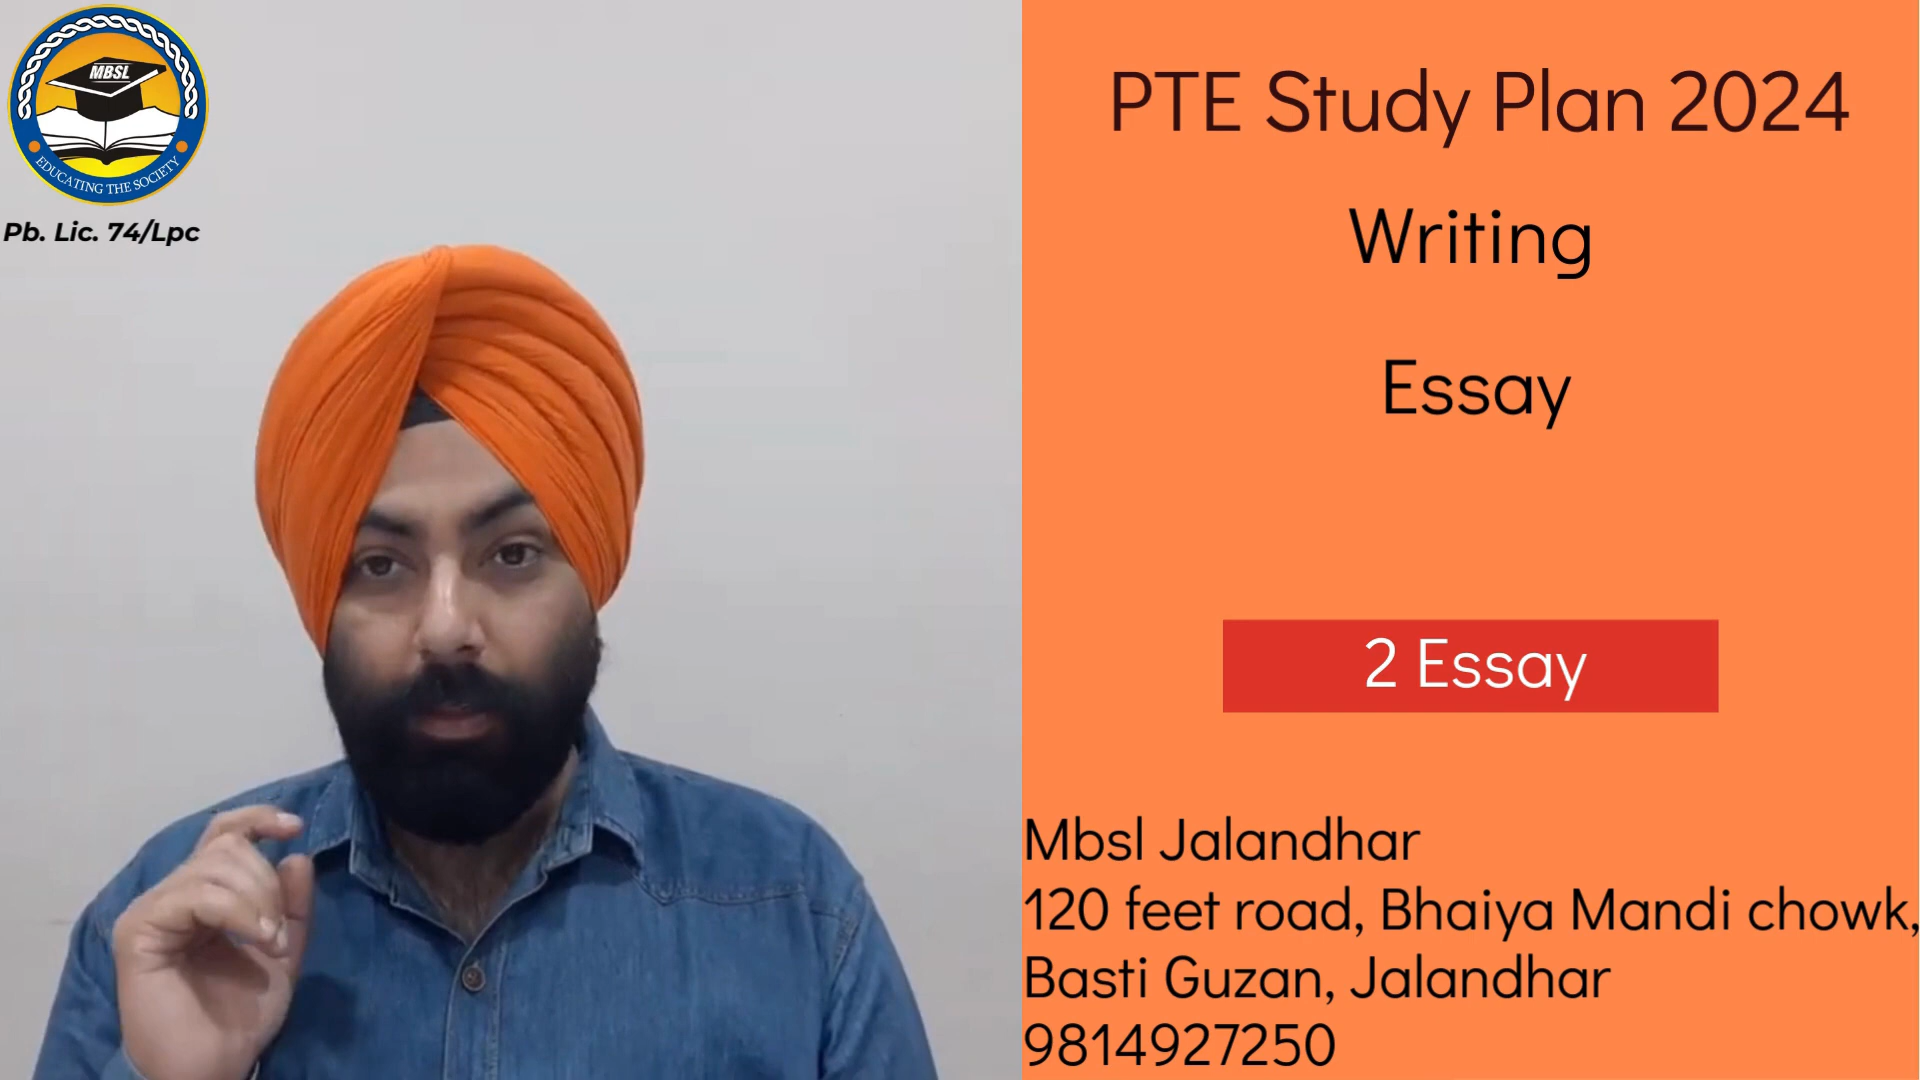 MBSL
EDUCATING THE SOCIETY
Pb. Lic. 74/Lpc
PTE Study Plan 2024
Writing
Essay
2 Essay
Mbsl Jalandhar
120 feet road, Bhaiya Mandi chowk,
Basti Guzan, Jalandhar
9814927250